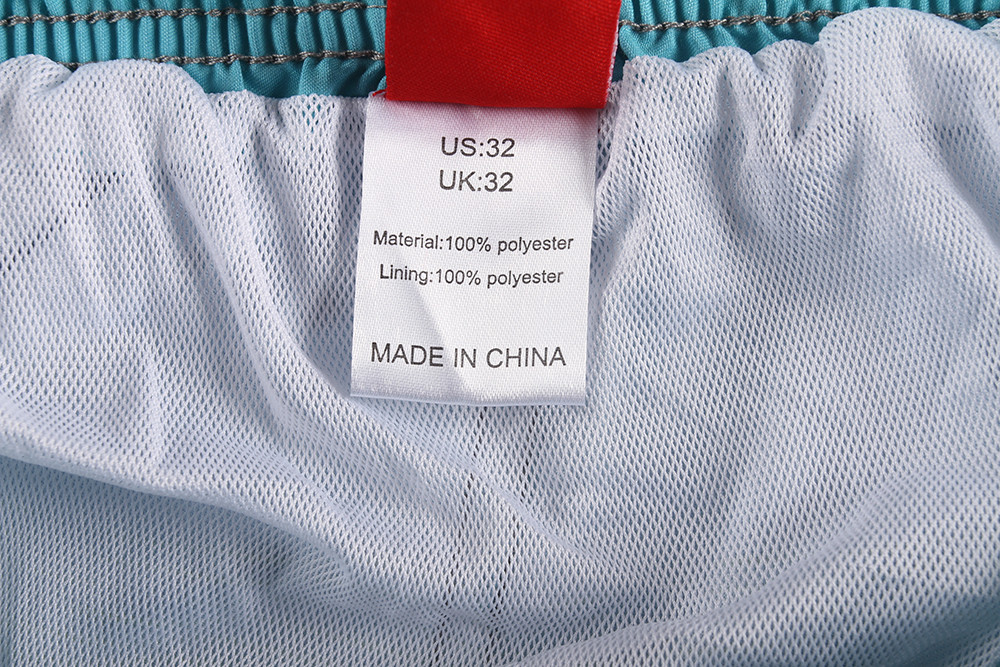 US:32
UK:32
Material:100% polyester
Lining:100% polyester
MADE IN CHINA